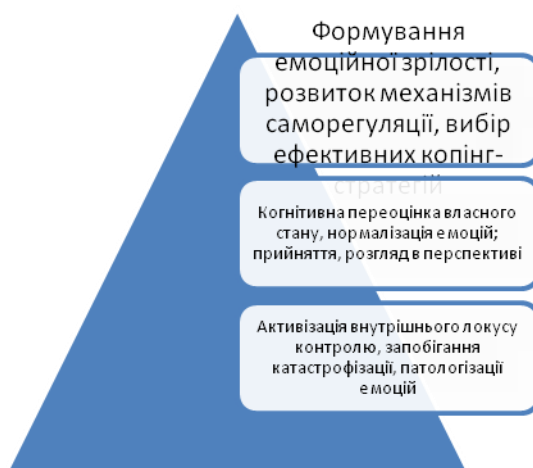 Формування
емоційної зрілості,
розвиток механізмів
саморегуляції, вибір
ефективних копінг-
стратегій
Когнітивна переоцінка власного
стану, нормалізація емоцій;
прийняття, розгляд в перспективі
Активізація внутрішнього локусу
контролю, запобігання
катастрофізації, патологізації
емоцій